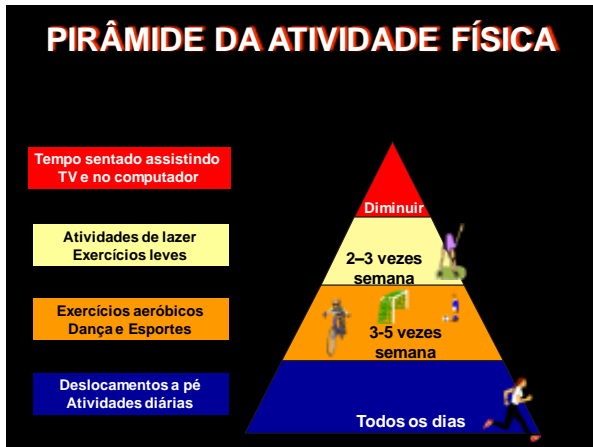 PIRÂMIDE DA ATIVIDADE FÍSICA
Tempo sentado assistindo
TV e no computador
Diminuir
Atividades de lazer
Exercícios leves
2–3 vezes
semana
Exercícios aeróbicos
Dança e Esportes
3-5 vezes
semana
Deslocamentos a pé
Atividades diárias
Todos os dias